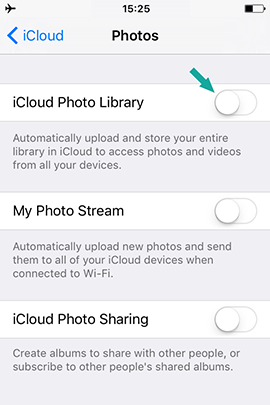 15:25
iCloud Photos
iCloud Photo Library
Automatically upload and store your entire
library in iCloud to access photos and videos
from all your devices.
My Photo Stream
Automatically upload new photos and send
them to all of your iCloud devices when
connected to Wi-Fi.
iCloud Photo Sharing
Create albums to share with other people, or
subscribe to other people's shared albums.